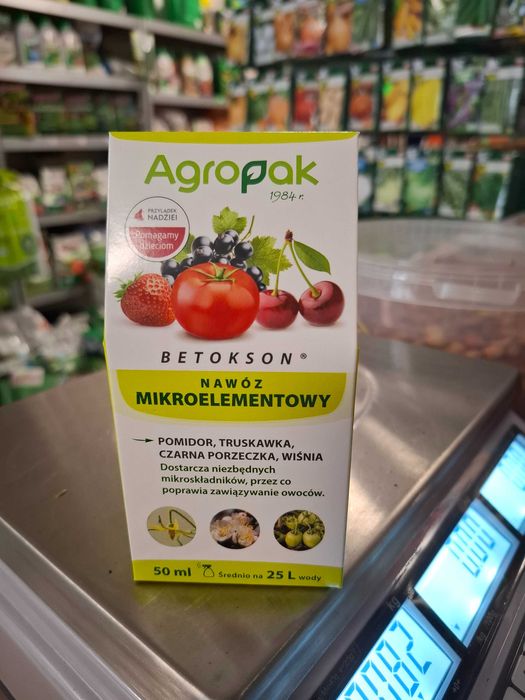 Agropak
1984 r.
PRZYLĄDEK
NADZIEI
Pomagamy
dzieciom
BETOKSON ®
NAWÓZ
MIKROELEMENTOWY
POMIDOR, TRUSKAWKA,
CZARNA PORZECZKA, WIŚNIA
Dostarcza niezbędnych
mikroskładników, przez co
poprawia zawiązywanie owoców.
50 ml Średnio na 25 L wody
kg